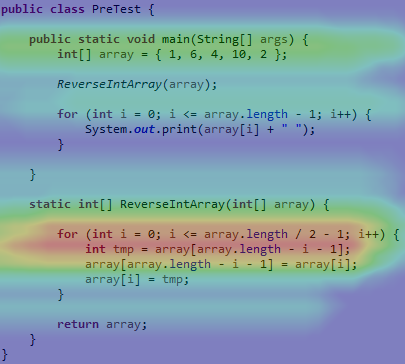 public class PreTest {
public static void main(String[] args) {
int[] array = { 1, 6, 4, 10, 2 };
ReverseIntArray(array);
for (int i = 0; i <= array.length - 1; i++) {
System.out.print(array[i] + " ");
}
}
static int[] ReverseIntArray(int[] array) {
for (int i = 0; i <= array.length / 2 - 1; i++) {
int tmp = array[array.length - i - 1];
array[array.length - i - 1] = array[i];
array[i] = tmp;
}
return array;
}
}